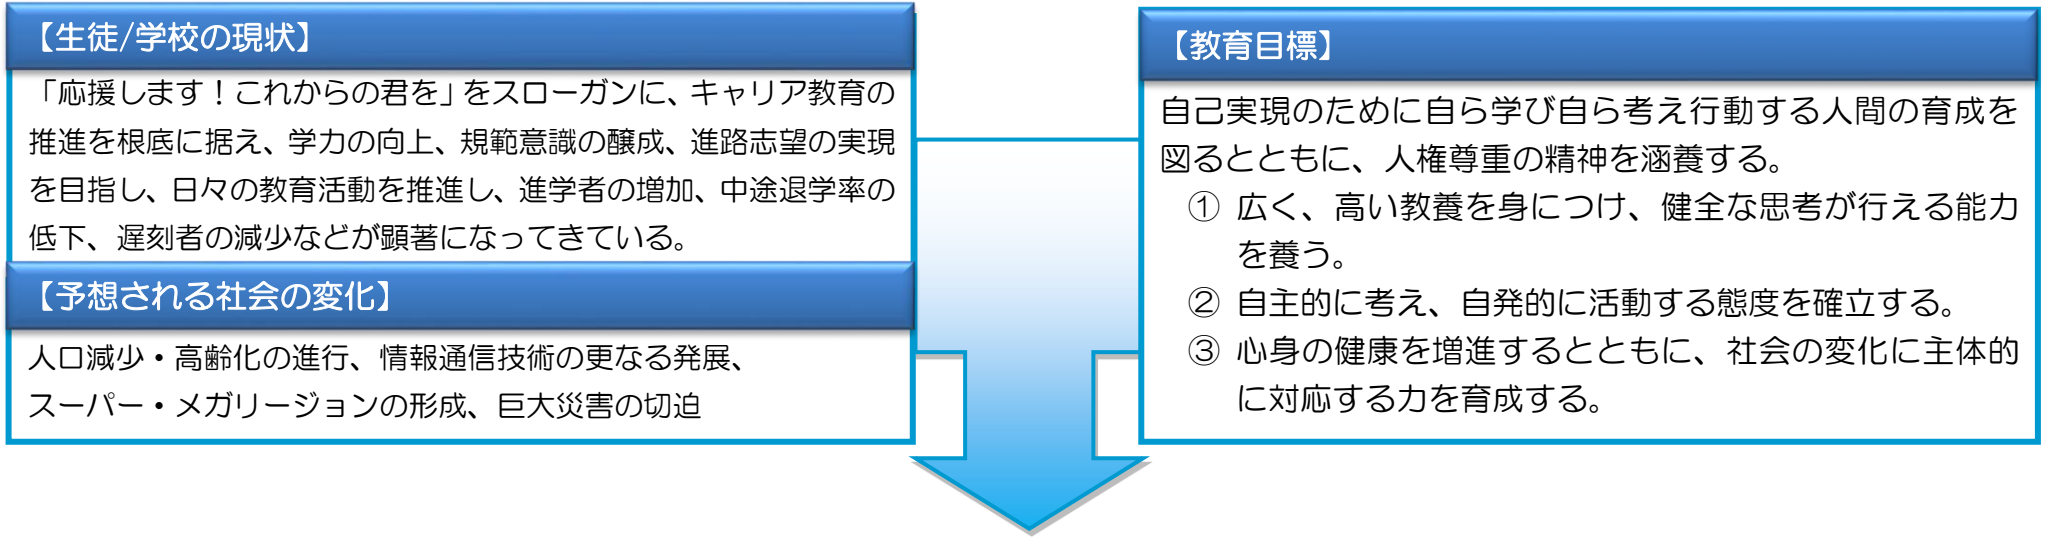 【生徒/学校の現状】
「応援します！これからの君を」をスローガンに、キャリア教育の
推進を根底に据え、学力の向上、規範意識の醸成、進路志望の実現
を目指し、日々の教育活動を推進し、進学者の増加、中途退学率の
低下、遅刻者の減少などが顕著になってきている。
【予想される社会の変化】
人口減少・高齢化の進行、情報通信技術の更なる発展、
スーパー・メガリージョンの形成、巨大災害の切迫
【教育目標】
自己実現のために自ら学び自ら考え行動する人間の育成を
図るとともに、人権尊重の精神を涵養する。
① 広く、高い教養を身につけ、健全な思考が行える能力
を養う。
② 自主的に考え、自発的に活動する態度を確立する。
③ 心身の健康を増進するとともに、社会の変化に主体的
に対応する力を育成する。